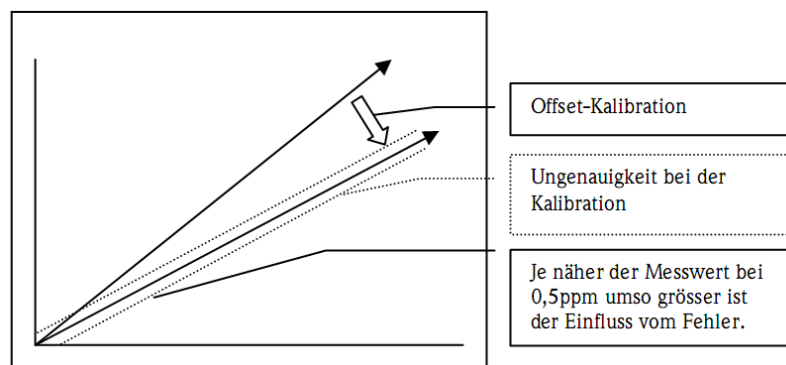 Offset-Kalibration
Ungenauigkeit bei der
Kalibration
Je näher der Messwert bei
0,5ppm umso grösser ist
der Einfluss vom Fehler.